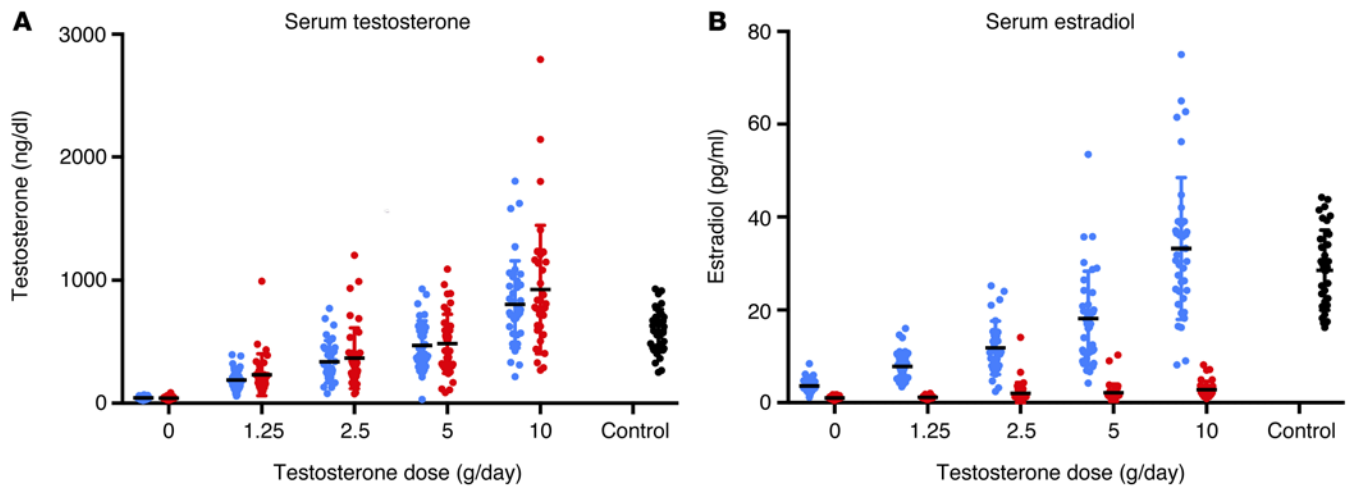 A
Serum testosterone
Testosterone (ng/dl)
3000
2000
1000
0
0 1.25 2.5 5 10 Control
Testosterone dose (g/day)
B
Serum estradiol
Estradiol (pg/ml)
80
60
40
20
0
0 1.25 2.5 5 10 Control
Testosterone dose (g/day)